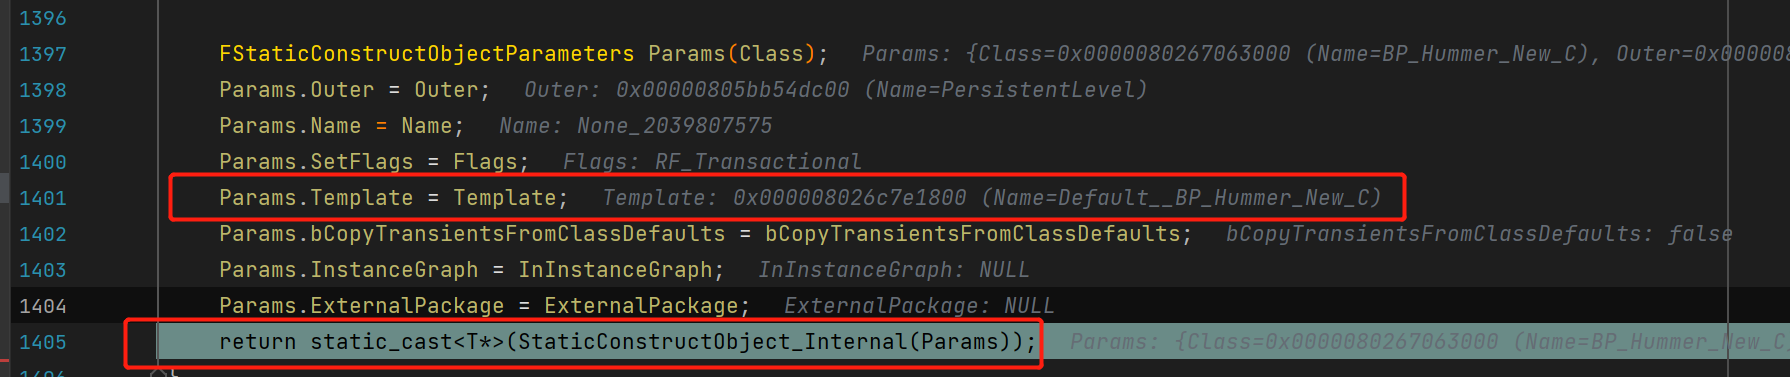 1396
1397 FStaticConstructObjectParameters Params(Class); Params: {Class=0x0000080267063000 (Name=BP_Hummer_New_C), Outer=0x000008
1398 Params.Outer = Outer; Outer: 0x00000805bb54dc00 (Name=PersistentLevel)
1399 Params.Name = Name; Name: None_2039807575
1400 Params.SetFlags = Flags; Flags: RF_Transactional
1401 Params.Template = Template; Template: 0x000008026c7e1800 (Name=Default__BP_Hummer_New_C)
1402 Params.bCopyTransientsFromClassDefaults = bCopyTransientsFromClassDefaults; bCopyTransientsFromClassDefaults: false
1403 Params.InstanceGraph = InInstanceGraph; InInstanceGraph: NULL
1404 Params.ExternalPackage = ExternalPackage; ExternalPackage: NULL
1405 return static_cast<T*>(StaticConstructObject_Internal(Params)); Params: {Class=0x0000080267063000 (Name=BP_Hummer_New_C)